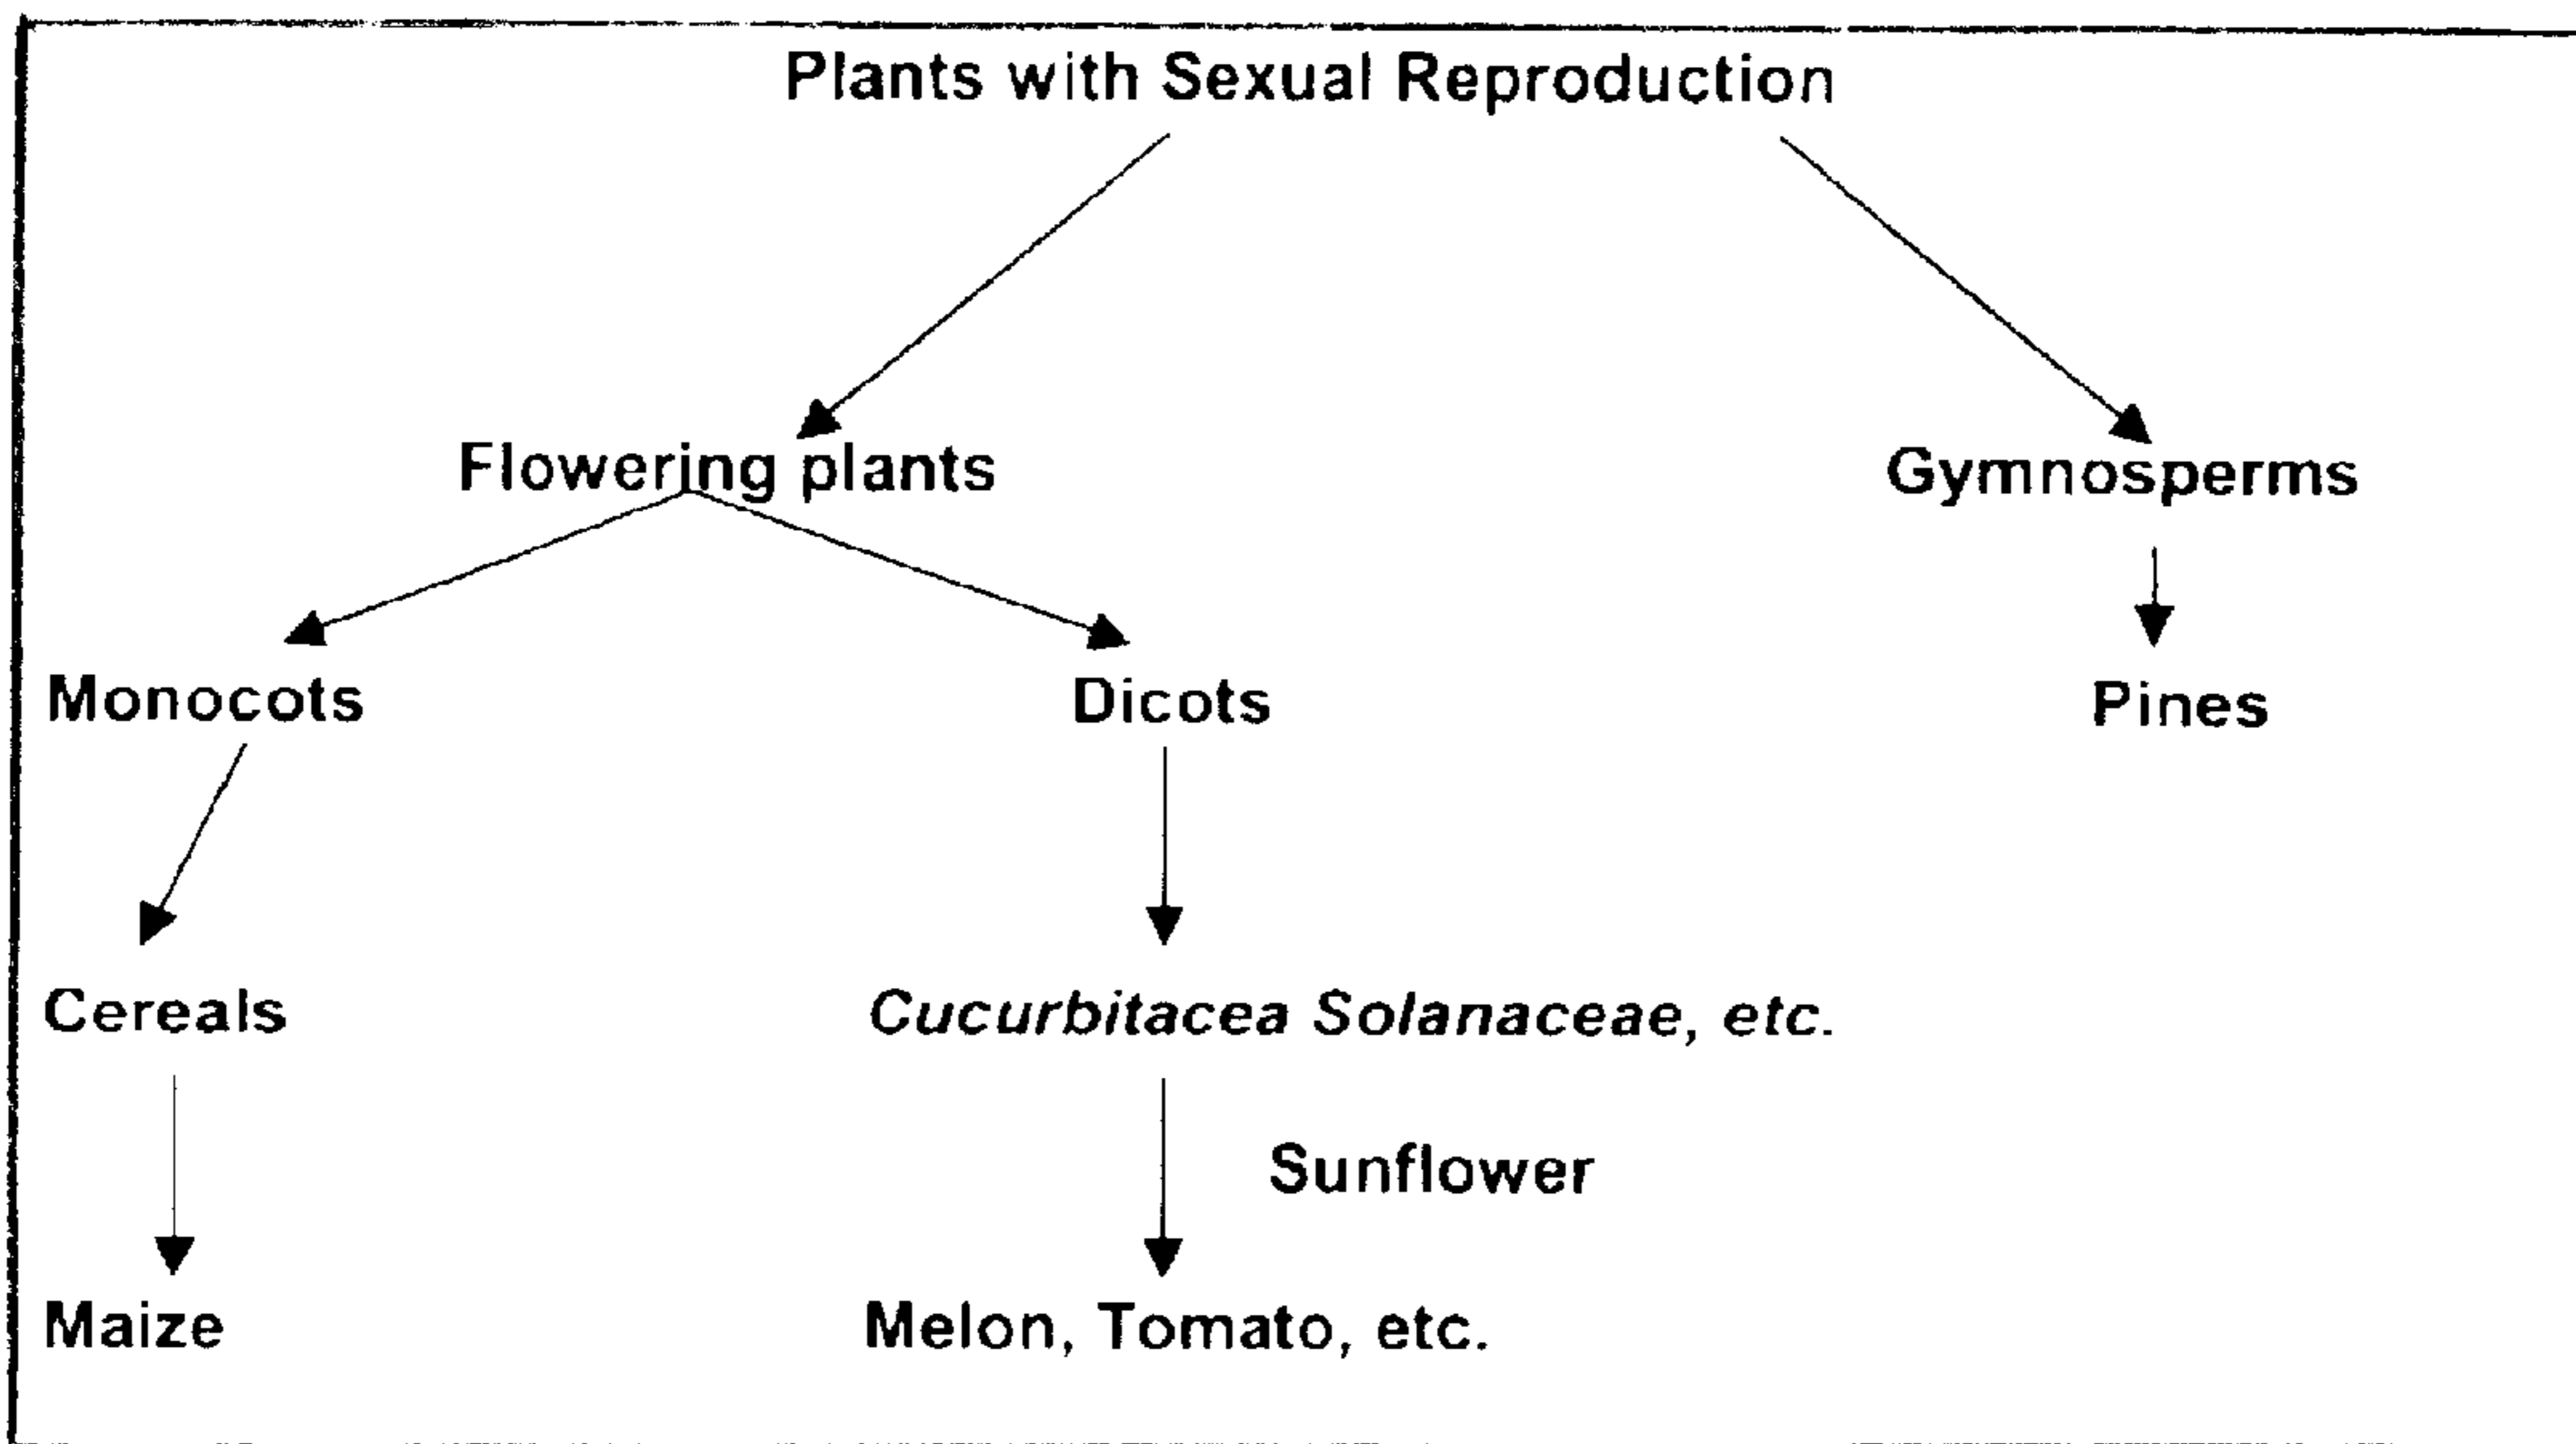 Plants with Sexual Reproduction
Flowering plants Gymnosperms
Monocots Dicots Pines
Cereals Cucurbitacea Solanaceae, etc.
Sunflower
Maize Melon, Tomato, etc.